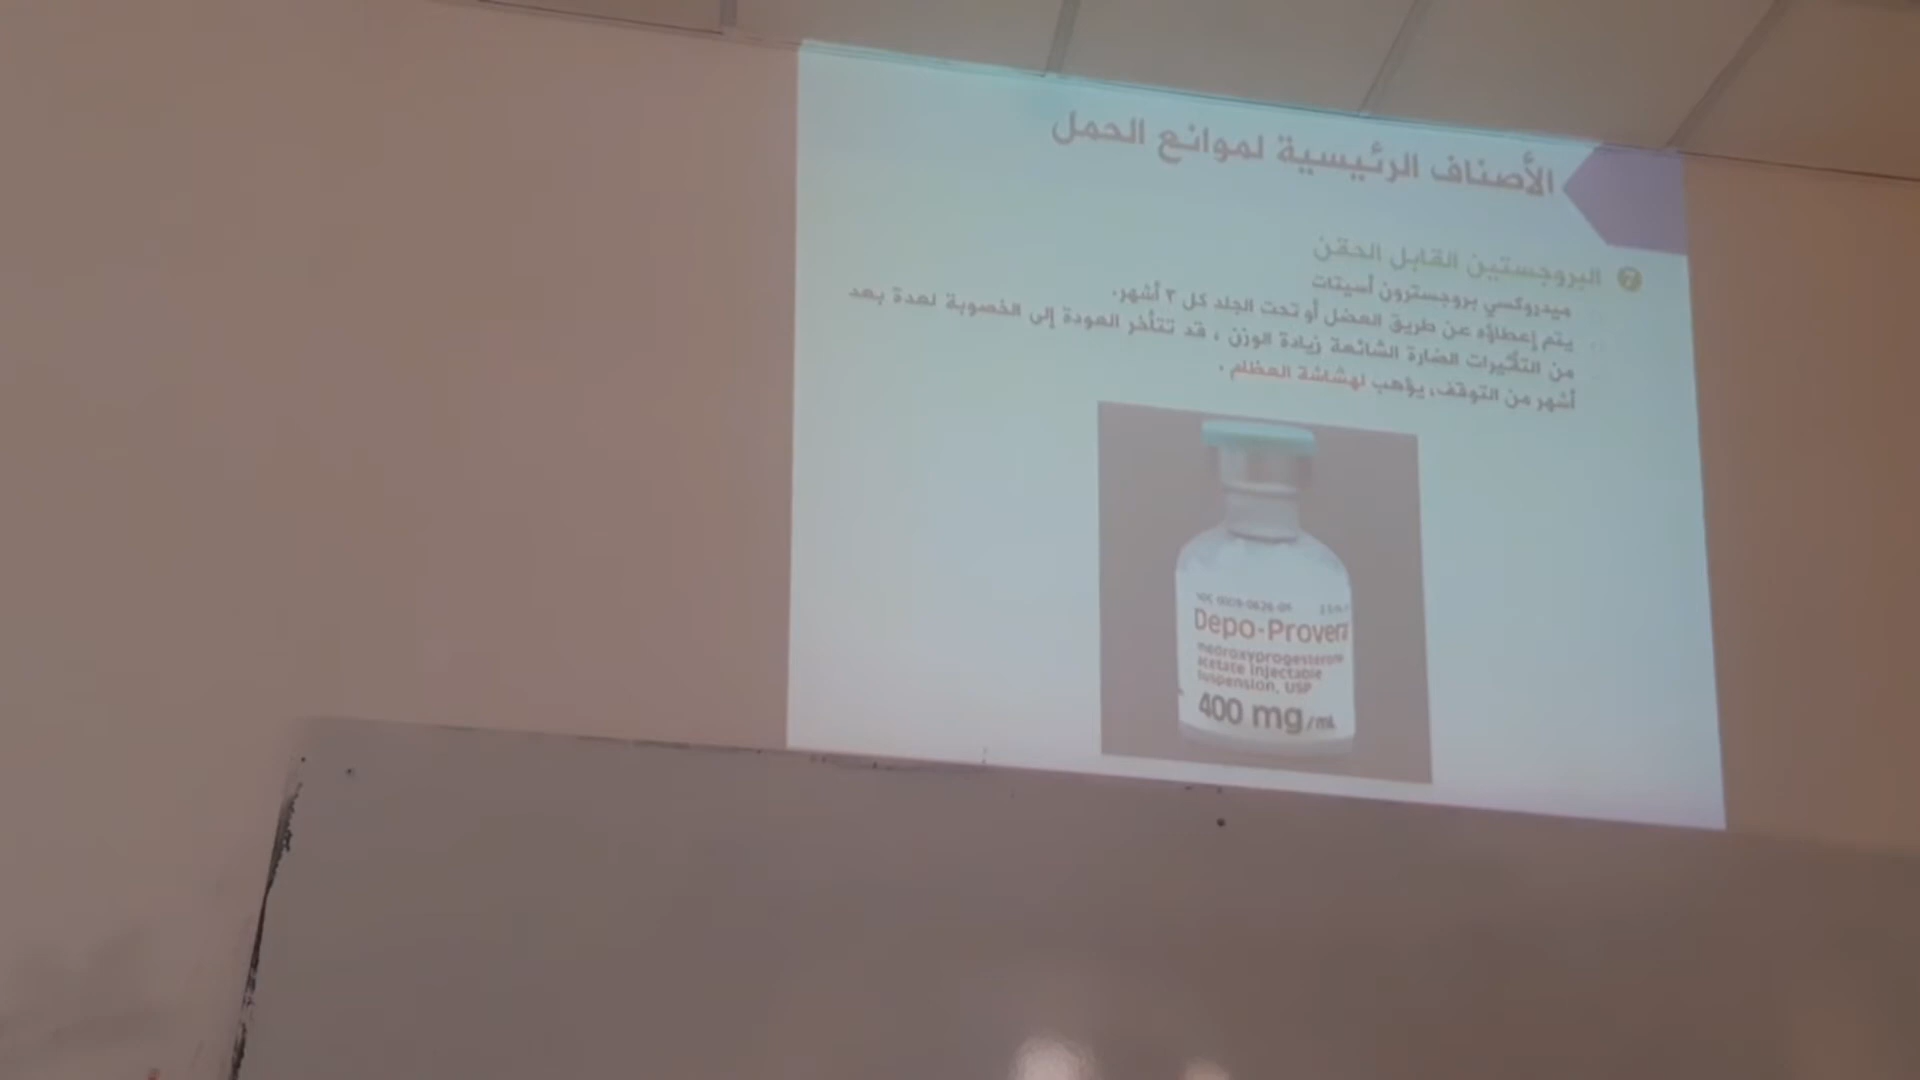 الأصناف الرئيسية لموانع الحمل
البروجستين القابل الحقن
ميدروكسي بروجسترون أسيتات
يتم إعطاؤه عن طريق العضل أو تحت الجلد كل ٣ أشهر.
من التأثيرات الضارة الشائعة زيادة الوزن ، قد تتأخر العودة إلى الخصوبة لعدة بعد
أشهر من التوقف، يؤهب لهشاشة العظام .
Depo-Provera
medroxyprogesterone
acetate injectable
suspension, USP
400 mg/mL